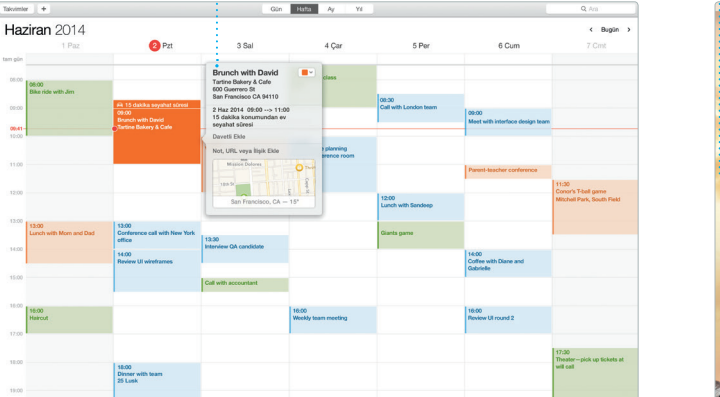 Takvimler +
Gün Hafta Ay Yıl
Ara
Haziran 2014
< Bugün >
1 Paz 2 Pzt 3 Sal 4 Çar 5 Per 6 Cum 7 Cmt
tüm gün
08:00
09:00
09:41
10:00
11:00
12:00
13:00
14:00
15:00
16:00
17:00
18:00
19:00
08:00
Bike ride with Jim
13:00
Lunch with Mom and Dad
16:00
Haircut
15 dakika seyahat süresi
09:00
Brunch with David
Tartine Bakery & Cafe
13:00
Conference call with New York
office
14:00
Review UI wireframes
18:00
Dinner with team
25 Lusk
Brunch with David
Tartine Bakery & Cafe
600 Guerrero St
San Francisco CA 94110
2 Haz 2014 09:00 --> 11:00
15 dakika konumundan ev
seyahat süresi
Davetli Ekle
Not, URL veya İlişik Ekle
Mission Dolores
18th St
San Francisco, CA — 15°
13:30
Interview QA candidate
Call with accountant
class
planning
16:00
Weekly team meeting
08:30
Call with London team
12:00
Lunch with Sendeep
Giants game
09:00
Meet with interface design team
Parent-teacher conference
14:00
Coffee with Diane and
Gabrielle
16:00
Review UI round 2
11:30
Conor's T-ball game
Mitchell Park, South Field
17:30
Theater—pick up tickets at
will call